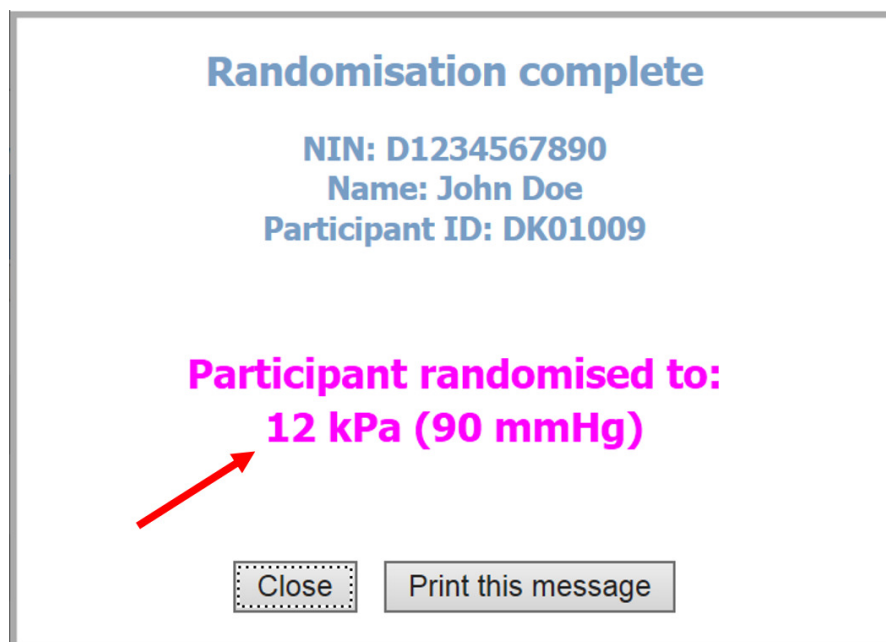 Randomisation complete
NIN: D1234567890
Name: John Doe
Participant ID: DK01009
Participant randomised to:
12 kPa (90 mmHg)
Close
Print this message